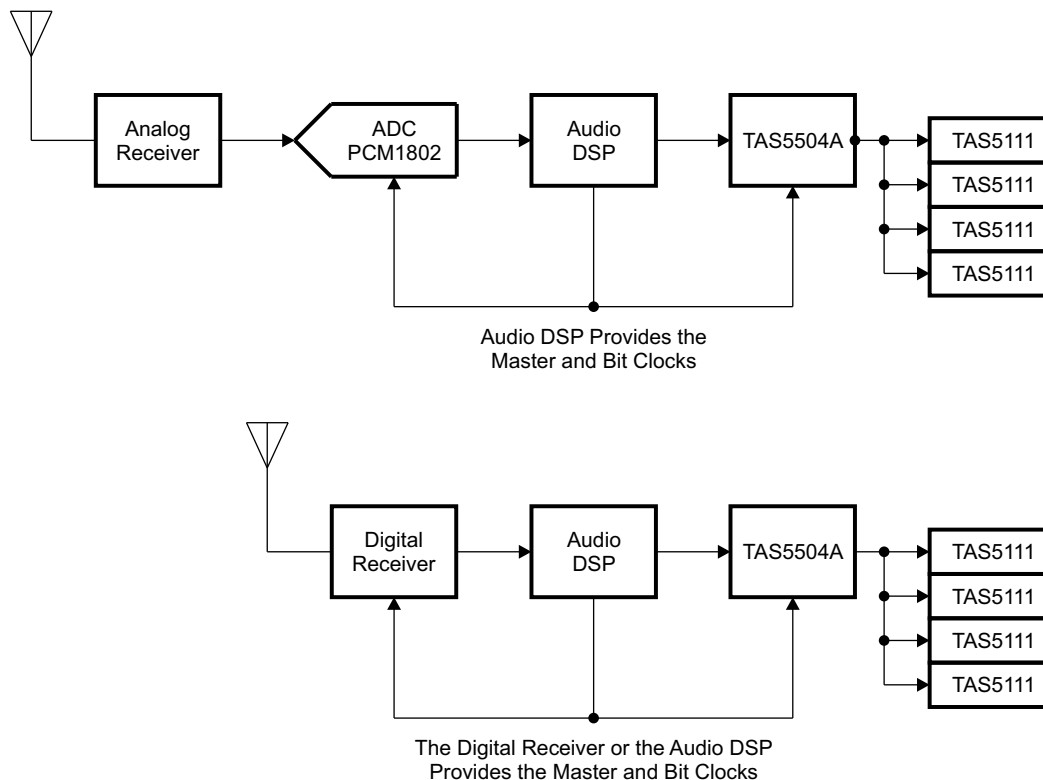 Analog
Receiver
ADC
PCM1802
Audio
DSP
TAS5504A
TAS5111
TAS5111
TAS5111
TAS5111
Audio DSP Provides the
Master and Bit Clocks
Digital
Receiver
Audio
DSP
TAS5504A
TAS5111
TAS5111
TAS5111
TAS5111
The Digital Receiver or the Audio DSP
Provides the Master and Bit Clocks